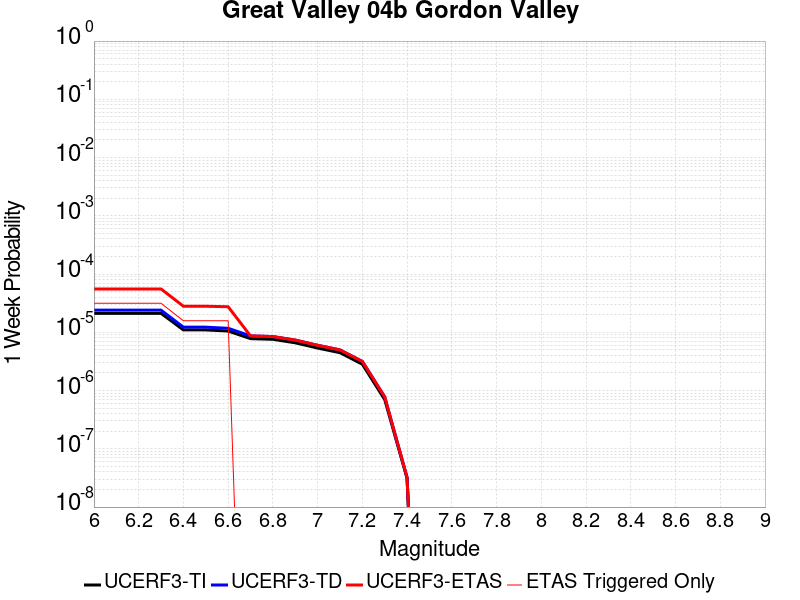 Great Valley 04b Gordon Valley
10^0
10^-1
10^-2
10^-3
10^-4
10^-5
10^-6
10^-7
10^-8
1 Week Probability
6 6.2 6.4 6.6 6.8 7 7.2 7.4 7.6 7.8 8 8.2 8.4 8.6 8.8 9
Magnitude
UCERF3-TI UCERF3-TD UCERF3-ETAS ETAS Triggered Only